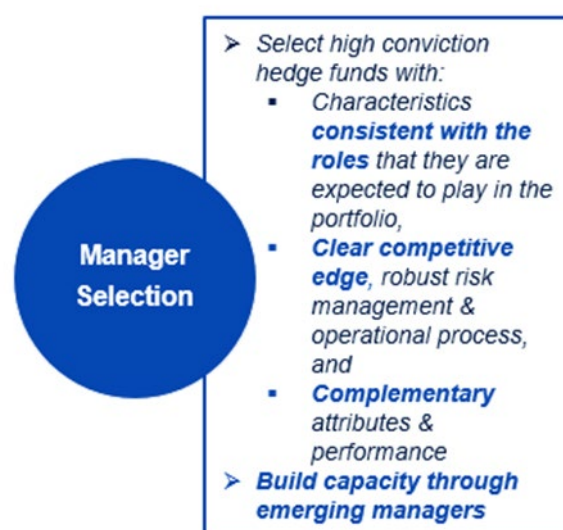 Manager
Selection
➢ Select high conviction
hedge funds with:
▪ Characteristics
consistent with the
roles that they are
expected to play in the
portfolio,
▪ Clear competitive
edge, robust risk
management &
operational process,
and
▪ Complementary
attributes &
performance
➢ Build capacity through
emerging managers